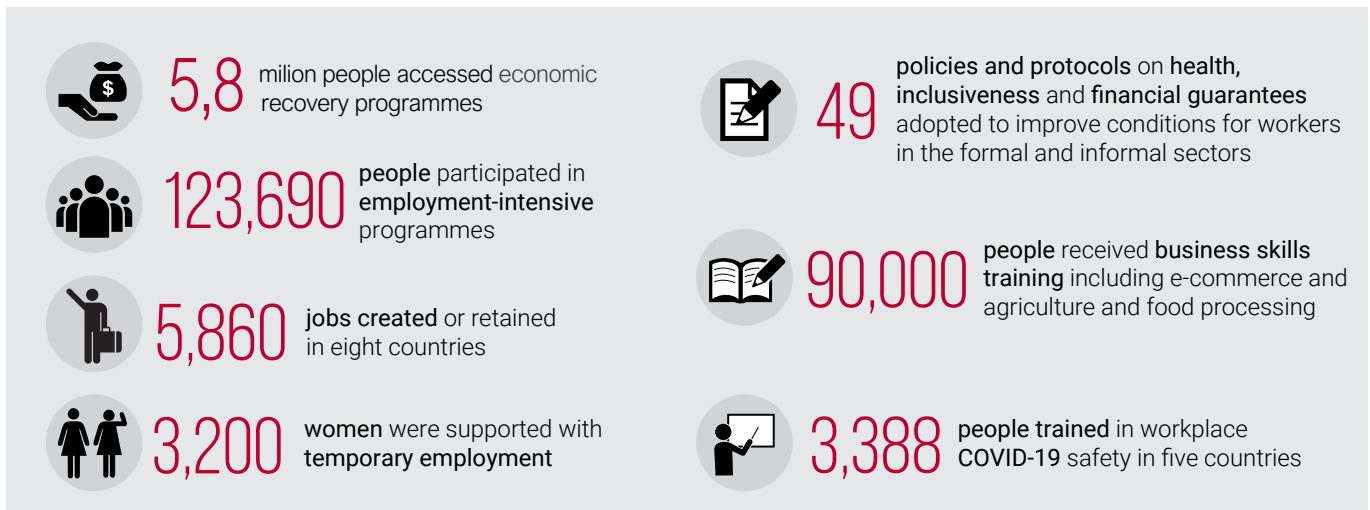 5,8 milion people accessed economic
recovery programmes
123,690 people participated in
employment-intensive
programmes
5,860 jobs created or retained
in eight countries
3,200 women were supported with
temporary employment
49 policies and protocols on health,
inclusiveness and financial guarantees
adopted to improve conditions for workers
in the formal and informal sectors
90,000 people received business skills
training including e-commerce and
agriculture and food processing
3,388 people trained in workplace
COVID-19 safety in five countries
$